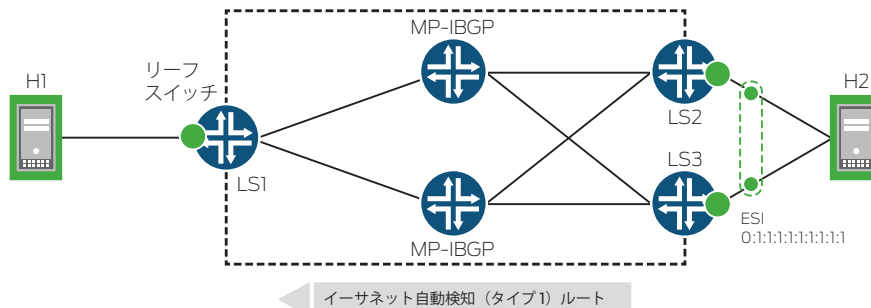 MP-IBGP
H1
リーフ
スイッチ
LS1
LS2
H2
LS3
MP-IBGP
ESI
0:1:1:1:1:1:1:1:1:1
イーサネット自動検知（タイプ1）ルート